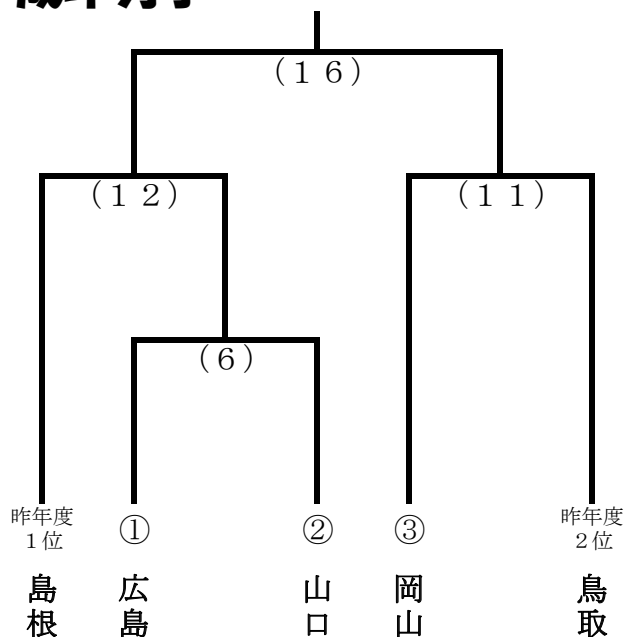 (１６)
(１２)
(１１)
(６)
昨年度
１位
①
②
③
昨年度
２位
島根
広島
山口
岡山
鳥取